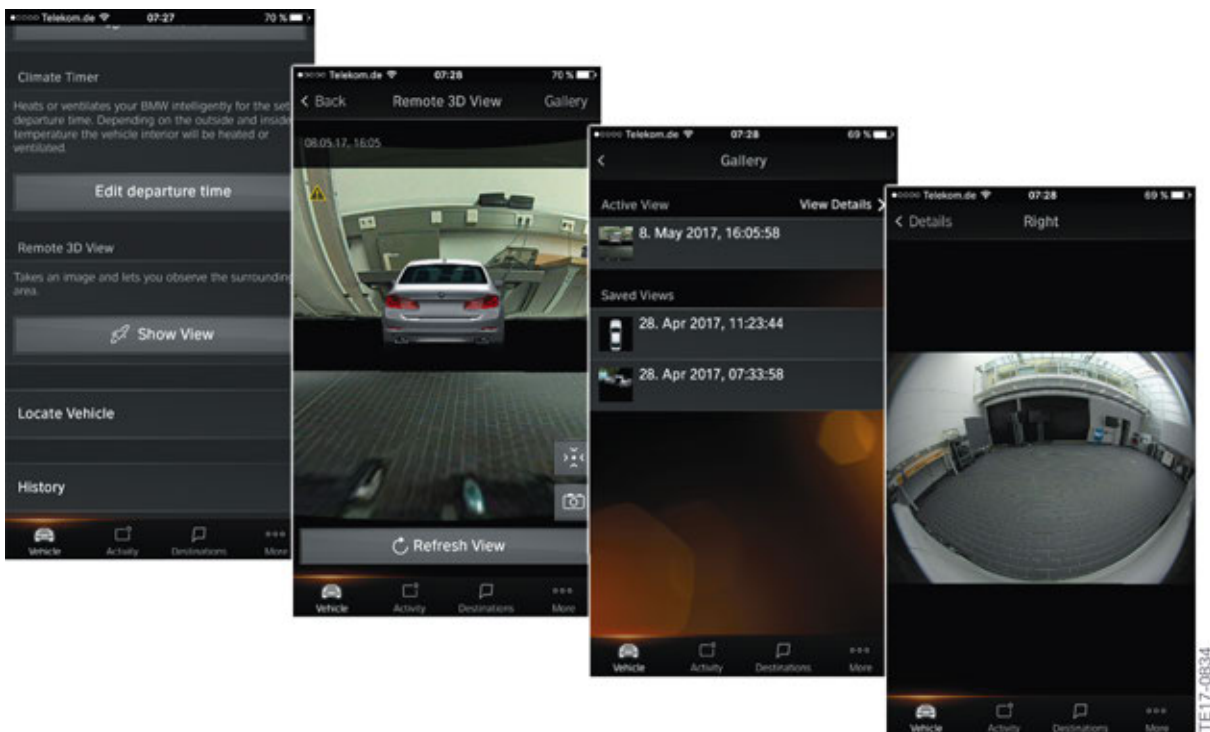 Telekom.de 07:27 70 %
Climate Timer
Heats or ventilates your BMW intelligently for the set
departure time. Depending on the outside and inside
temperature the vehicle interior will be heated or
ventilated.
Edit departure time
Remote 3D View
Takes an image and lets you observe the surrounding
area.
Show View
Locate Vehicle
History
Vehicle Activity Destinations More
Telekom.de 07:28 70 %
Back Remote 3D View Gallery
08.05.17, 16:05
Refresh View
Vehicle Activity Destinations More
Telekom.de 07:28 69 %
Gallery
Active View View Details
8. May 2017, 16:05:58
Saved Views
28. Apr 2017, 11:23:44
28. Apr 2017, 07:33:58
Vehicle Activity Destinations More
Telekom.de 07:28 69 %
Details Right
Vehicle Activity Destinations More
TE17-0834